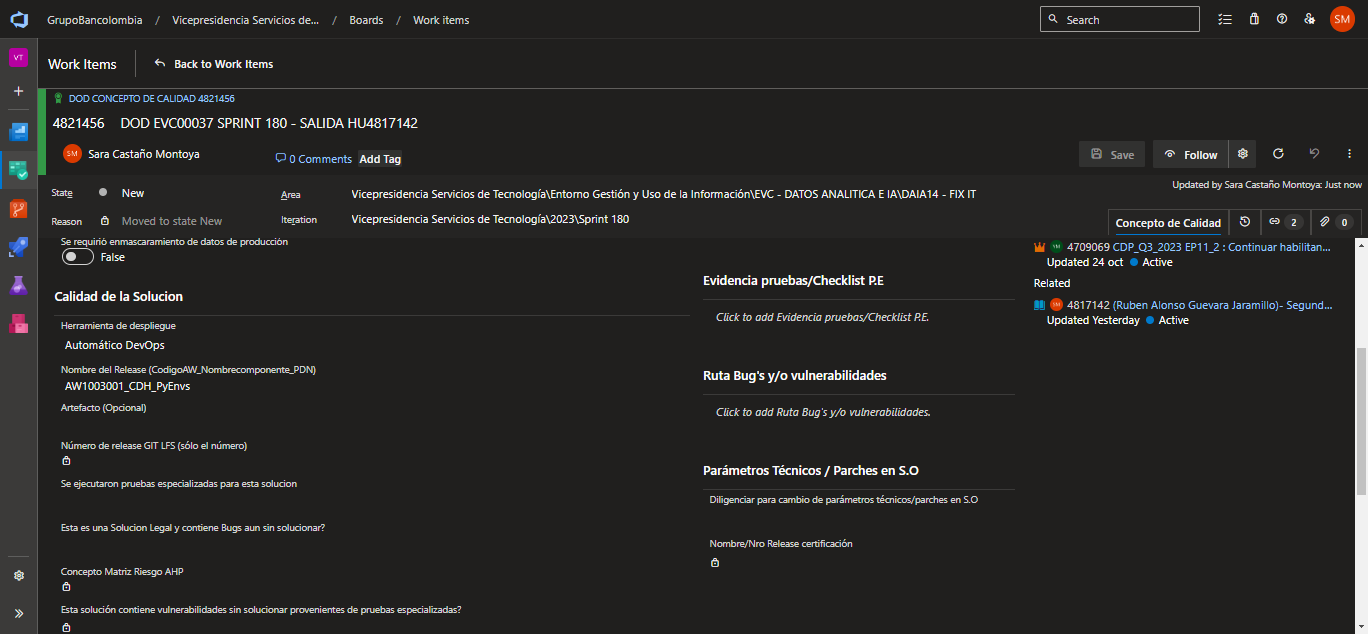 GrupoBancolombia / Vicepresidencia Servicios de... / Boards / Work items
Search
SM
VT
Work Items
Back to Work Items
DOD CONCEPTO DE CALIDAD 4821456
4821456 DOD EVC00037 SPRINT 180 - SALIDA HU4817142
SM Sara Castaño Montoya
0 Comments
Add Tag
Save
Follow
State
New
Area
Vicepresidencia Servicios de Tecnología\Entorno Gestión y Uso de la Información\EVC - DATOS ANALITICA E IA\DAIA14 - FIX IT
Updated by Sara Castaño Montoya: Just now
Reason
Moved to state New
Iteration
Vicepresidencia Servicios de Tecnología\2023\Sprint 180
Concepto de Calidad
2
0
Se requirió enmascaramiento de datos de producción
False
Calidad de la Solucion
Herramienta de despliegue
Automático DevOps
Nombre del Release (CodigoAW_Nombrecomponente_PDN)
AW1003001_CDH_PyEnvs
Artefacto (Opcional)
Número de release GIT LFS (sólo el número)
Se ejecutaron pruebas especializadas para esta solucion
Esta es una Solucion Legal y contiene Bugs aun sin solucionar?
Concepto Matriz Riesgo AHP
Esta solución contiene vulnerabilidades sin solucionar provenientes de pruebas especializadas?
Evidencia pruebas/Checklist P.E
Click to add Evidencia pruebas/Checklist P.E.
Ruta Bug's y/o vulnerabilidades
Click to add Ruta Bug's y/o vulnerabilidades.
Parámetros Técnicos / Parches en S.O
Diligenciar para cambio de parámetros técnicos/parches en S.O
Nombre/Nro Release certificación
4709069 CDP_Q3_2023 EP11_2 : Continuar habilitan...
Updated 24 oct Active
Related
SM 4817142 (Ruben Alonso Guevara Jaramillo)- Segund...
Updated Yesterday Active